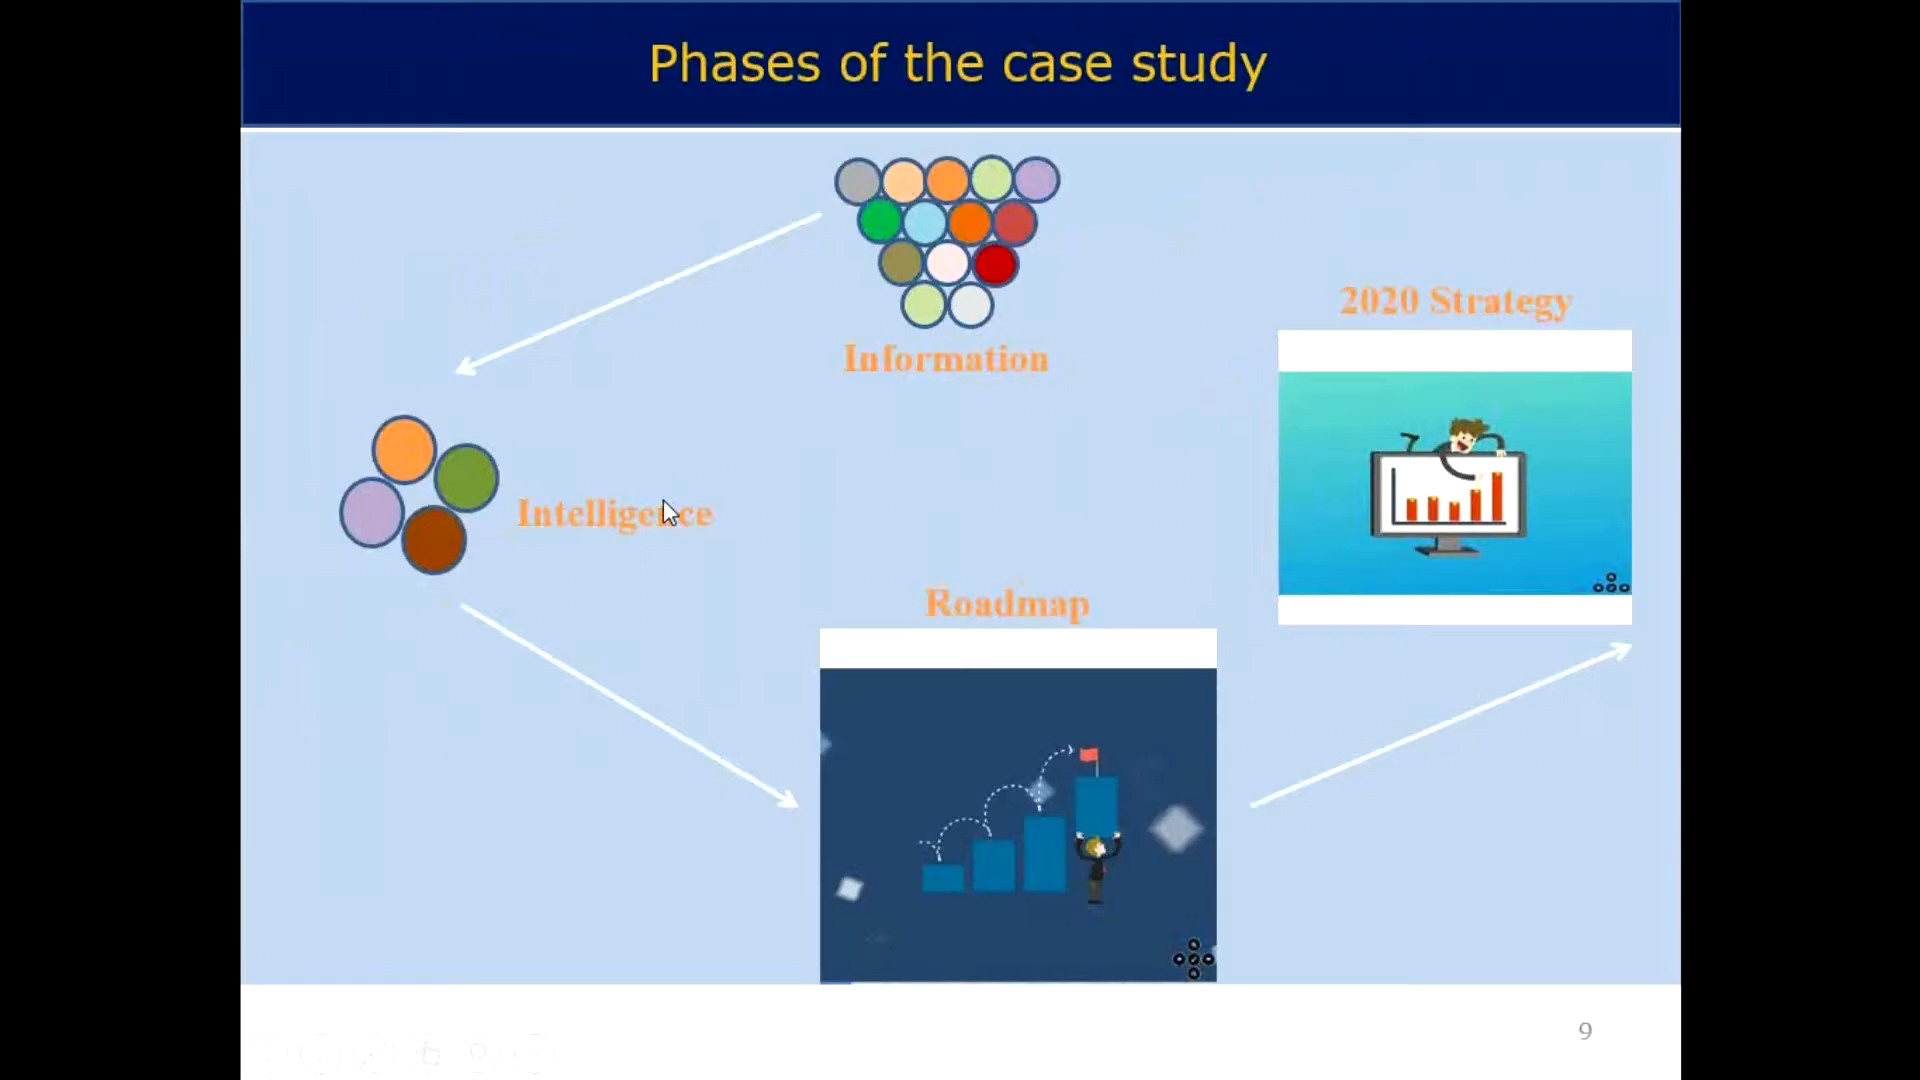 Phases of the case study
Information
2020 Strategy
Intelligence
Roadmap
9